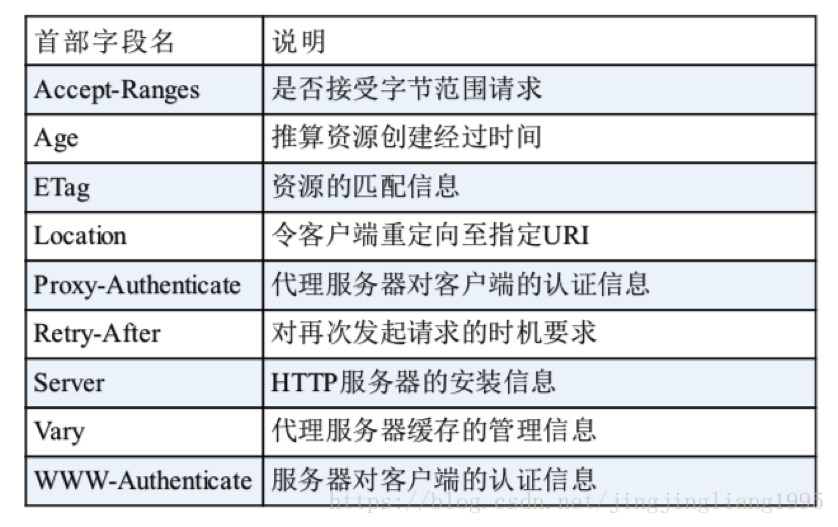 首部字段名 说明
Accept-Ranges 是否接受字节范围请求
Age 推算资源创建经过时间
ETag 资源的匹配信息
Location 令客户端重定向至指定URI
Proxy-Authenticate 代理服务器对客户端的认证信息
Retry-After 对再次发起请求的时机要求
Server HTTP服务器的安装信息
Vary 代理服务器缓存的管理信息
WWW-Authenticate 服务器对客户端的认证信息
https://blog.csdn.net/jingjingliang1995